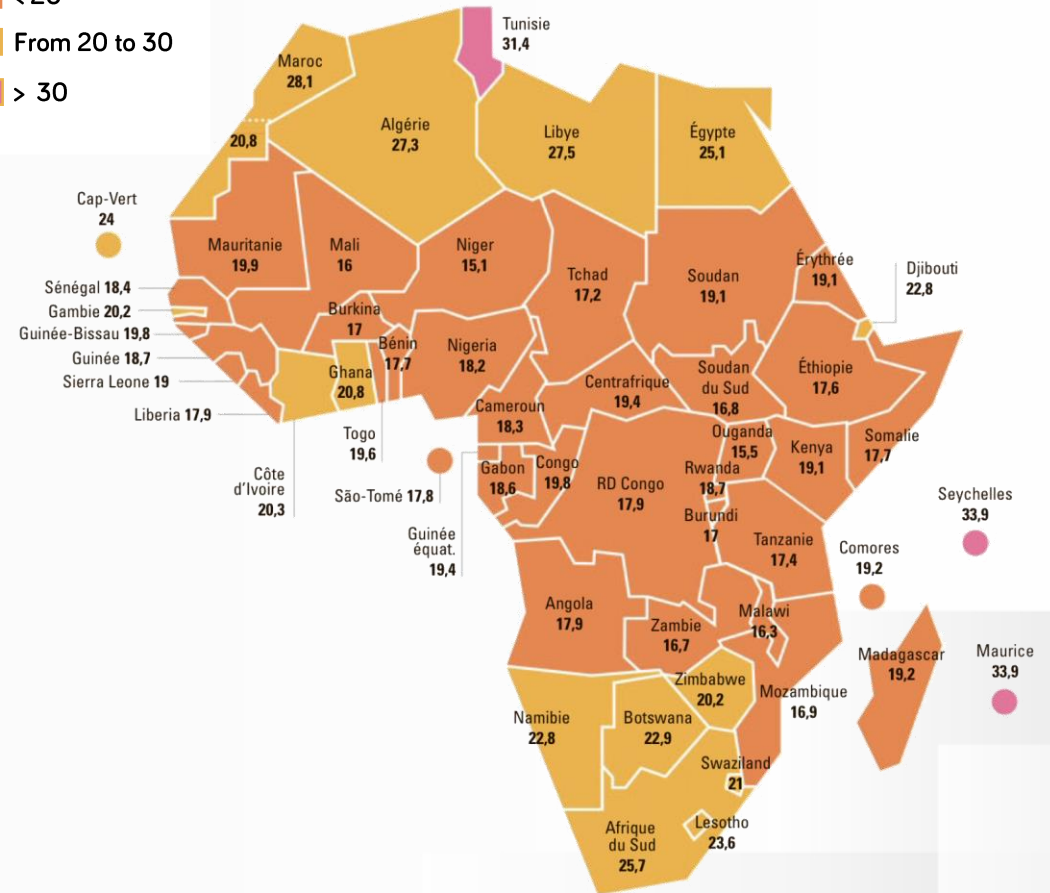 < 20
From 20 to 30
> 30
Tunisie
31,4
Maroc
28,1
Algérie
27,3
Libye
27,5
Égypte
25,1
20,8
Cap-Vert
24
Mauritanie
19,9
Mali
16
Niger
15,1
Tchad
17,2
Soudan
19,1
Érythrée
19,1
Djibouti
22,8
Sénégal 18,4
Gambie 20,2
Guinée-Bissau 19,8
Guinée 18,7
Sierra Leone 19
Liberia 17,9
Burkina
17
Bénin
17,7
Ghana
20,8
Nigeria
18,2
Cameroun
18,3
Centrafrique
19,4
Soudan
du Sud
16,8
Éthiopie
17,6
Somalie
17,7
Togo
19,6
Côte
d'Ivoire
20,3
São-Tomé 17,8
Guinée
équat.
19,4
Gabon
18,6
Congo
19,8
RD Congo
17,9
Ouganda
15,5
Kenya
19,1
Rwanda
18,7
Burundi
17
Tanzanie
17,4
Seychelles
33,9
Comores
19,2
Angola
17,9
Zambie
16,7
Malawi
16,3
Madagascar
19,2
Maurice
33,9
Mozambique
16,9
Zimbabwe
20,2
Namibie
22,8
Botswana
22,9
Swaziland
21
Lesotho
23,6
Afrique
du Sud
25,7